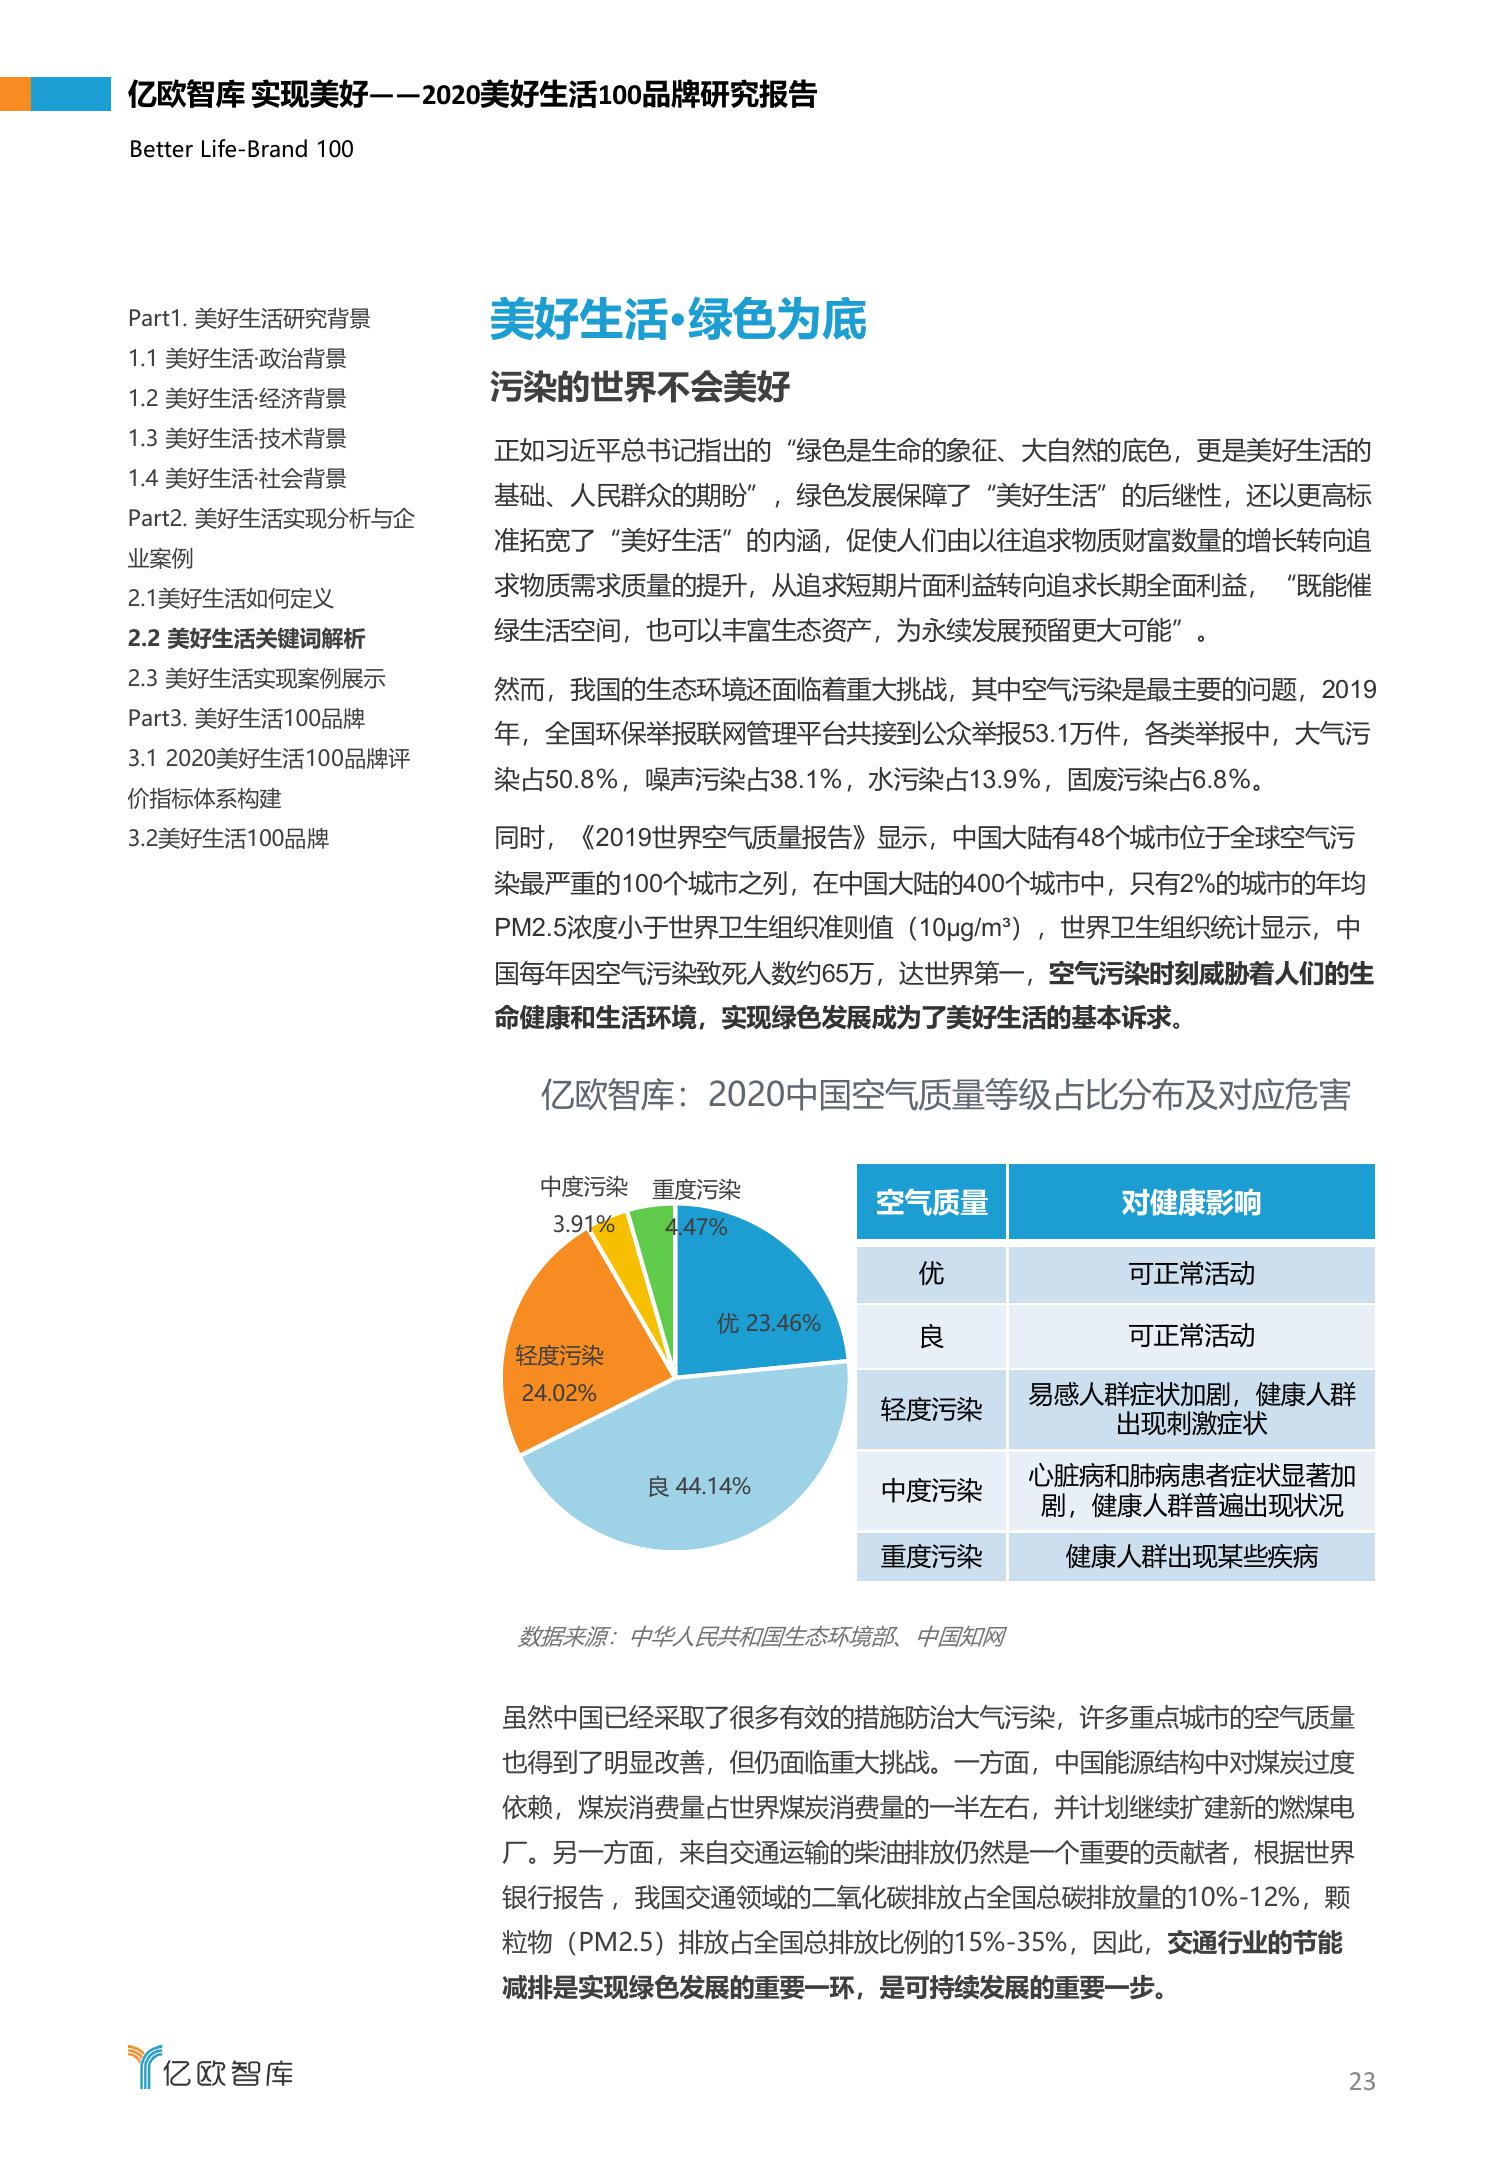 亿欧智库 实现美好——2020美好生活100品牌研究报告
Better Life-Brand 100
Part1. 美好生活研究背景
1.1 美好生活·政治背景
1.2 美好生活·经济背景
1.3 美好生活·技术背景
1.4 美好生活·社会背景
Part2. 美好生活实现分析与企
业案例
2.1美好生活如何定义
2.2 美好生活关键词解析
2.3 美好生活实现案例展示
Part3. 美好生活100品牌
3.1 2020美好生活100品牌评
价指标体系构建
3.2美好生活100品牌
美好生活•绿色为底
污染的世界不会美好
正如习近平总书记指出的“绿色是生命的象征、大自然的底色，更是美好生活的
基础、人民群众的期盼”，绿色发展保障了“美好生活”的后继性，还以更高标
准拓宽了“美好生活”的内涵，促使人们由以往追求物质财富数量的增长转向追
求物质需求质量的提升，从追求短期片面利益转向追求长期全面利益，“既能催
绿生活空间，也可以丰富生态资产，为永续发展预留更大可能”。
然而，我国的生态环境还面临着重大挑战，其中空气污染是最主要的问题，2019
年，全国环保举报联网管理平台共接到公众举报53.1万件，各类举报中，大气污
染占50.8%，噪声污染占38.1%，水污染占13.9%，固废污染占6.8%。
同时，《2019世界空气质量报告》显示，中国大陆有48个城市位于全球空气污
染最严重的100个城市之列，在中国大陆的400个城市中，只有2%的城市的年均
PM2.5浓度小于世界卫生组织准则值（10μg/m³），世界卫生组织统计显示，中
国每年因空气污染致死人数约65万，达世界第一，空气污染时刻威胁着人们的生
命健康和生活环境，实现绿色发展成为了美好生活的基本诉求。
亿欧智库：2020中国空气质量等级占比分布及对应危害
中度污染
3.91%
重度污染
4.47%
优 23.46%
轻度污染
24.02%
良 44.14%
空气质量 对健康影响
优 可正常活动
良 可正常活动
轻度污染 易感人群症状加剧，健康人群
出现刺激症状
中度污染 心脏病和肺病患者症状显著加
剧，健康人群普遍出现状况
重度污染 健康人群出现某些疾病
数据来源：中华人民共和国生态环境部、中国知网
虽然中国已经采取了很多有效的措施防治大气污染，许多重点城市的空气质量
也得到了明显改善，但仍面临重大挑战。一方面，中国能源结构中对煤炭过度
依赖，煤炭消费量占世界煤炭消费量的一半左右，并计划继续扩建新的燃煤电
厂。另一方面，来自交通运输的柴油排放仍然是一个重要的贡献者，根据世界
银行报告 ，我国交通领域的二氧化碳排放占全国总碳排放量的10%-12%，颗
粒物（PM2.5）排放占全国总排放比例的15%-35%，因此，交通行业的节能
减排是实现绿色发展的重要一环，是可持续发展的重要一步。
亿欧智库
23